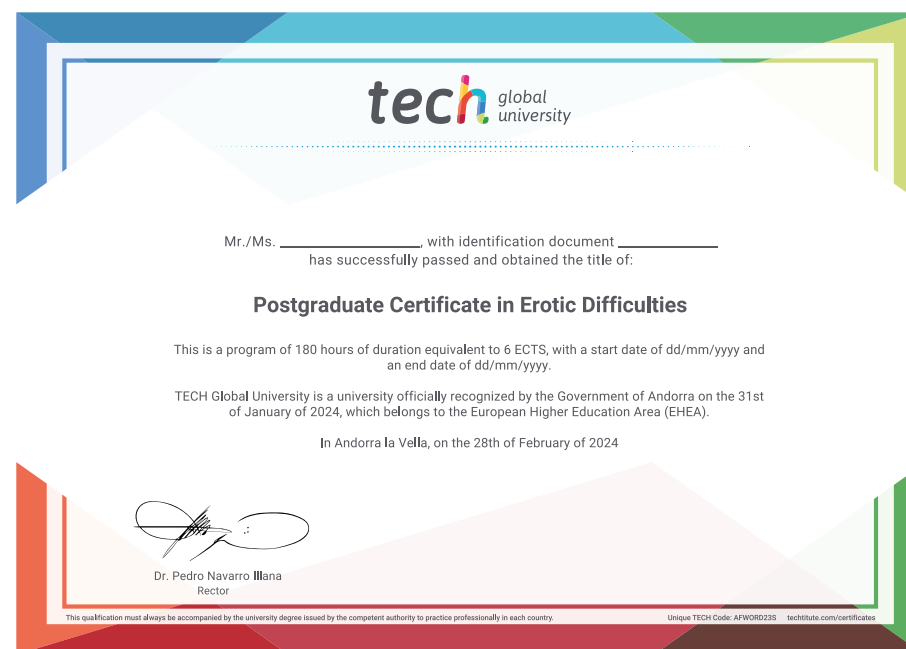 tech global
university
Mr./Ms. ____________________, with identification document ______________
has successfully passed and obtained the title of:
Postgraduate Certificate in Erotic Difficulties
This is a program of 180 hours of duration equivalent to 6 ECTS, with a start date of dd/mm/yyyy and
an end date of dd/mm/yyyy.
TECH Global University is a university officially recognized by the Government of Andorra on the 31st
of January of 2024, which belongs to the European Higher Education Area (EHEA).
In Andorra la Vella, on the 28th of February of 2024
Dr. Pedro Navarro Illana
Rector
This qualification must always be accompanied by the university degree issued by the competent authority to practice professionally in each country.
Unique TECH Code: AFWORD23S techtitute.com/certificates